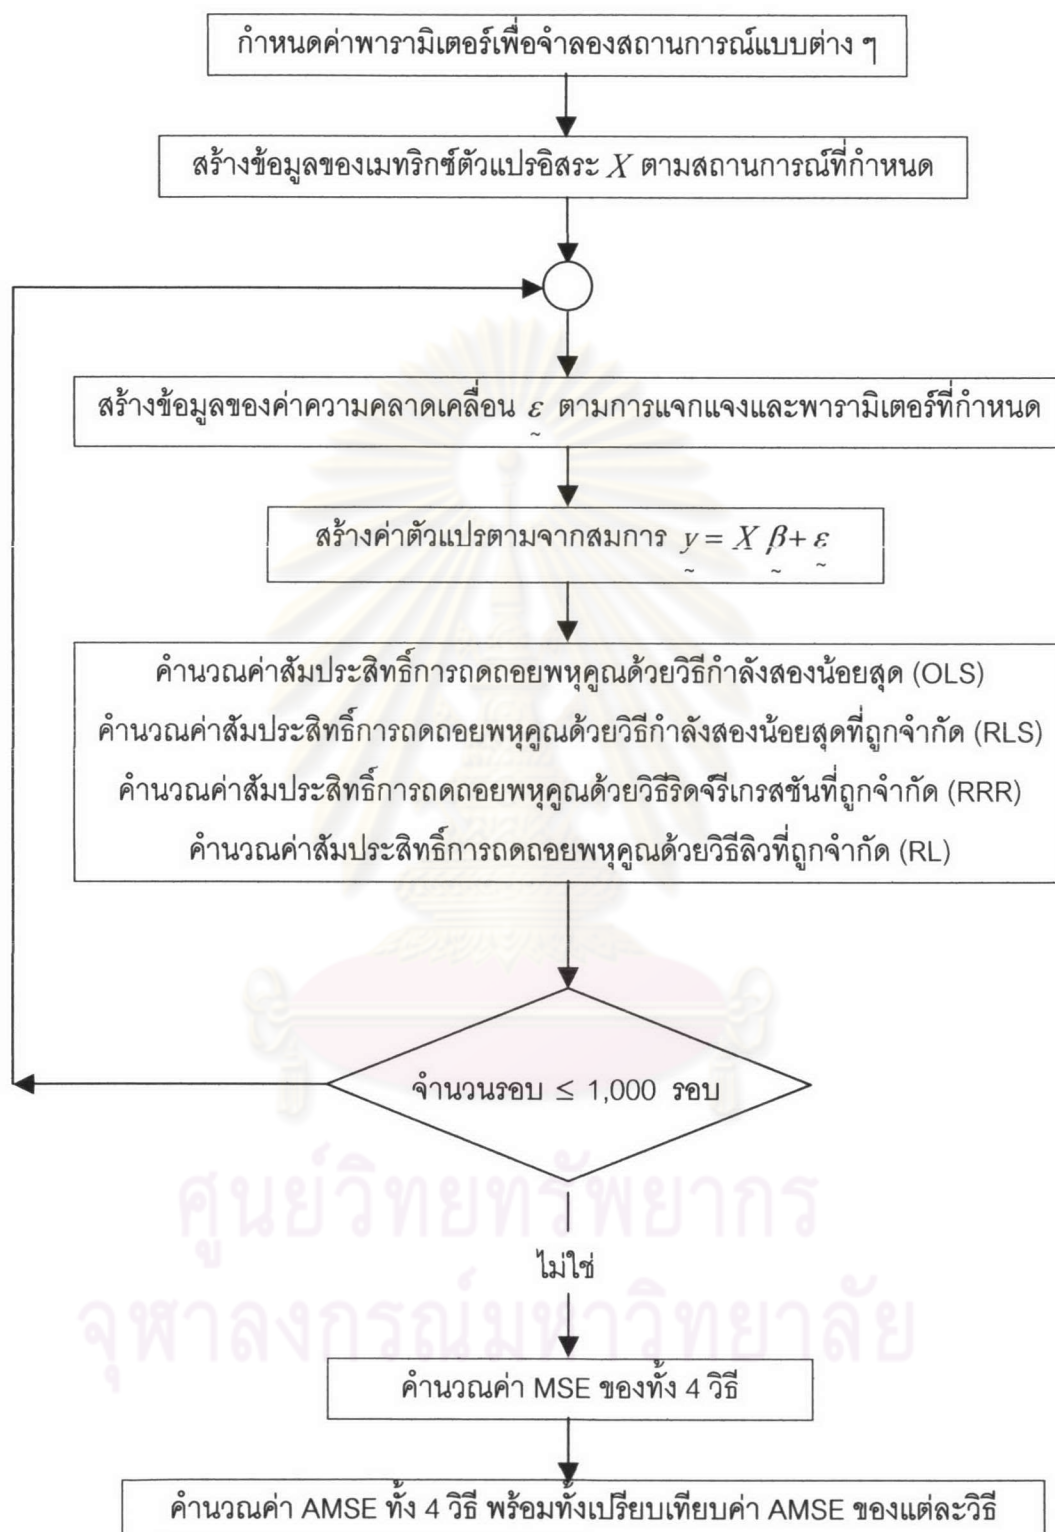 กำหนดค่าพารามิเตอร์เพื่อจำลองสถานการณ์แบบต่าง ๆ
สร้างข้อมูลของเมทริกซ์ตัวแปรอิสระ X ตามสถานการณ์ที่กำหนด
สร้างข้อมูลของค่าความคลาดเคลื่อน ε̰ ตามการแจกแจงและพารามิเตอร์ที่กำหนด
สร้างค่าตัวแปรตามจากสมการ y̰ = X β̰ + ε̰
คำนวณค่าสัมประสิทธิ์การถดถอยพหุคูณด้วยวิธีกำลังสองน้อยสุด (OLS)
คำนวณค่าสัมประสิทธิ์การถดถอยพหุคูณด้วยวิธีกำลังสองน้อยสุดที่ถูกจำกัด (RLS)
คำนวณค่าสัมประสิทธิ์การถดถอยพหุคูณด้วยวิธีริดจ์รีเกรสชันที่ถูกจำกัด (RRR)
คำนวณค่าสัมประสิทธิ์การถดถอยพหุคูณด้วยวิธีลิวที่ถูกจำกัด (RL)
จำนวนรอบ ≤ 1,000 รอบ
ศูนย์วิทยทรัพยากร
ไม่ใช่
จุฬาลงกรณ์มหาวิทยาลัย
คำนวณค่า MSE ของทั้ง 4 วิธี
คำนวณค่า AMSE ทั้ง 4 วิธี พร้อมทั้งเปรียบเทียบค่า AMSE ของแต่ละวิธี